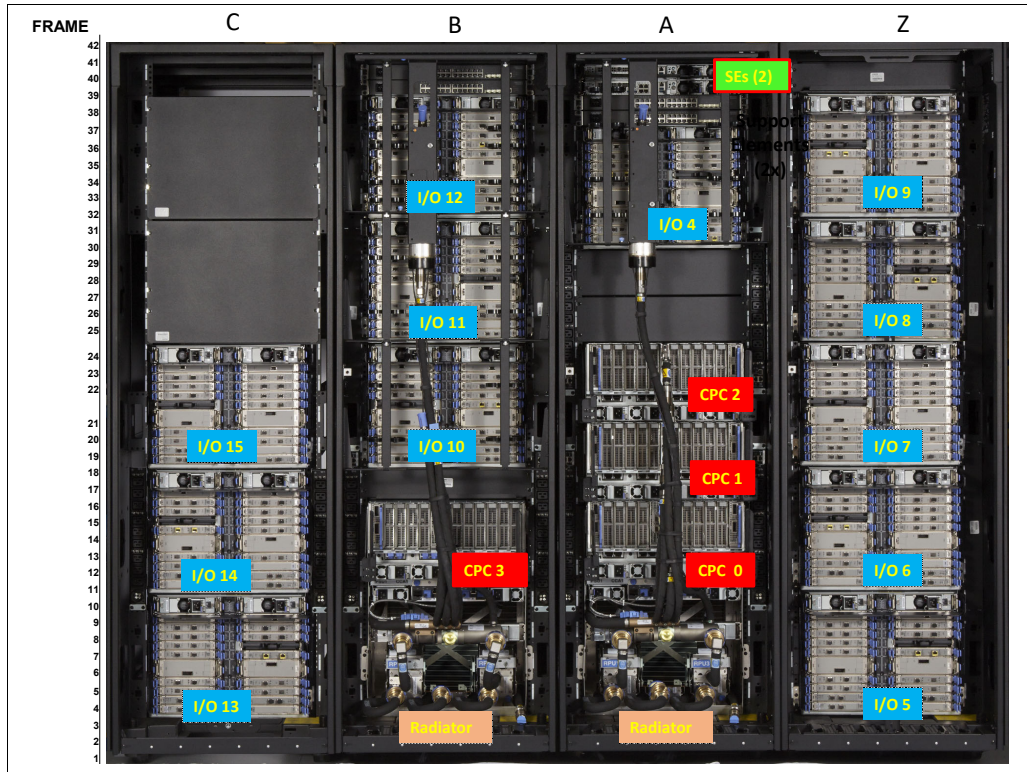 FRAME
C
B
A
Z
42
41
40
39
38
37
36
35
34
33
32
31
30
29
28
27
26
25
24
23
22
21
20
19
18
17
16
15
14
13
12
11
10
9
8
7
6
5
4
3
2
1
SEs (2)
Support
Elements
(2x)
I/O 12
I/O 4
I/O 9
I/O 11
I/O 8
CPC 2
I/O 15
I/O 10
I/O 7
CPC 1
I/O 14
CPC 3
CPC 0
I/O 6
RPU
RPU3
I/O 13
I/O 5
Radiator
Radiator